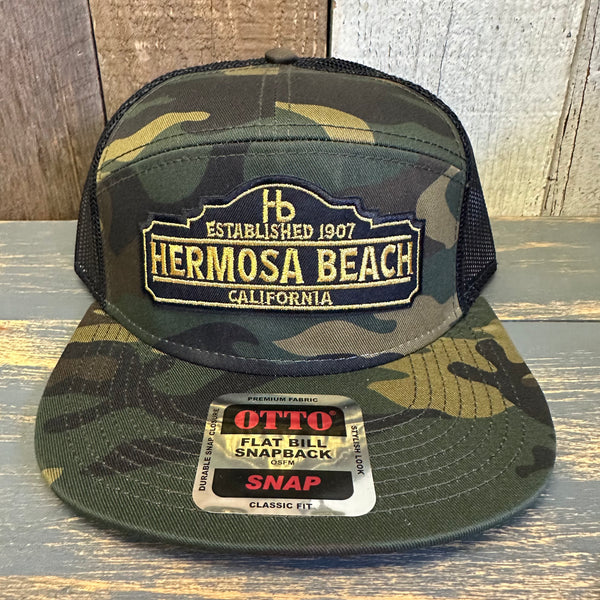 Hb
ESTABLISHED 1907
HERMOSA BEACH
CALIFORNIA
PREMIUM FABRIC
DURABLE SNAP CLOSURE
OTTO
FLAT BILL
SNAPBACK
OSFM
SNAP
STYLISH LOOK
CLASSIC FIT